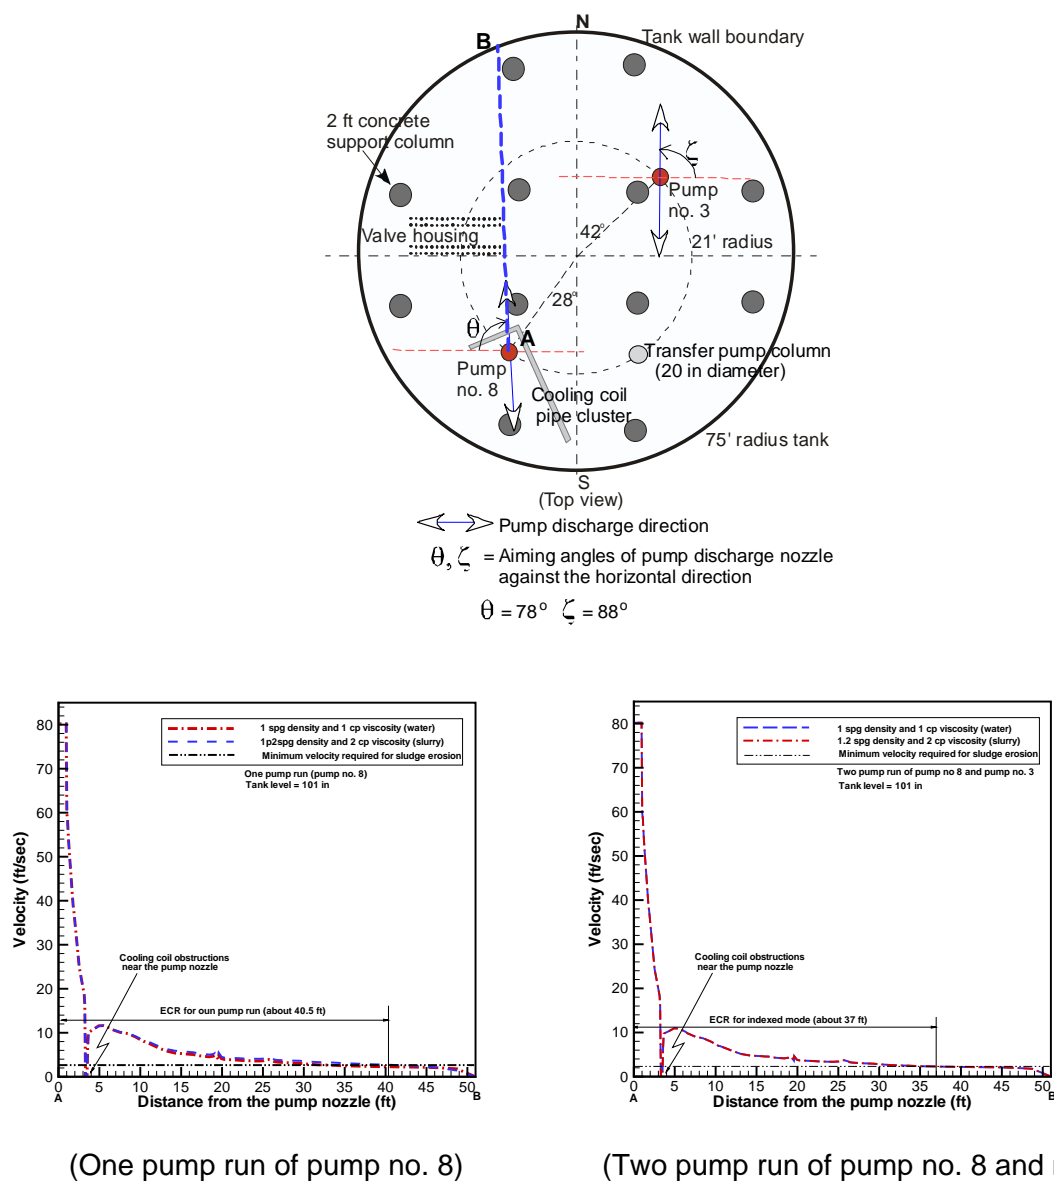 N
B
Tank wall boundary
2 ft concrete
support column
ζ
Pump
no. 3
42°
Valve housing
21' radius
28°
θ
A
Transfer pump column
(20 in diameter)
Pump
no. 8
Cooling coil
pipe cluster
75' radius tank
S
(Top view)
Pump discharge direction
θ, ζ = Aiming angles of pump discharge nozzle
against the horizontal direction
θ = 78° ζ = 88°
80
70
60
50
40
30
20
10
0
Velocity (ft/sec)
1 spg density and 1 cp viscosity (water)
1p2spg density and 2 cp viscosity (slurry)
Minimum velocity required for sludge erosion
One pump run (pump no. 8)
Tank level = 101 in
Cooling coil obstructions
near the pump nozzle
ECR for oun pump run (about 40.5 ft)
0 5 10 15 20 25 30 35 40 45 50
A B
Distance from the pump nozzle (ft)
80
70
60
50
40
30
20
10
0
Velocity (ft/sec)
1 spg density and 1 cp viscosity (water)
1.2 spg density and 2 cp viscosity (slurry)
Minimum velocity required for sludge erosion
Two pump run of pump no 8 and pump no. 3
Tank level = 101 in
Cooling coil obstructions
near the pump nozzle
ECR for indexed mode (about 37 ft)
0 5 10 15 20 25 30 35 40 45 50
A B
Distance from the pump nozzle (ft)
(One pump run of pump no. 8)
(Two pump run of pump no. 8 and